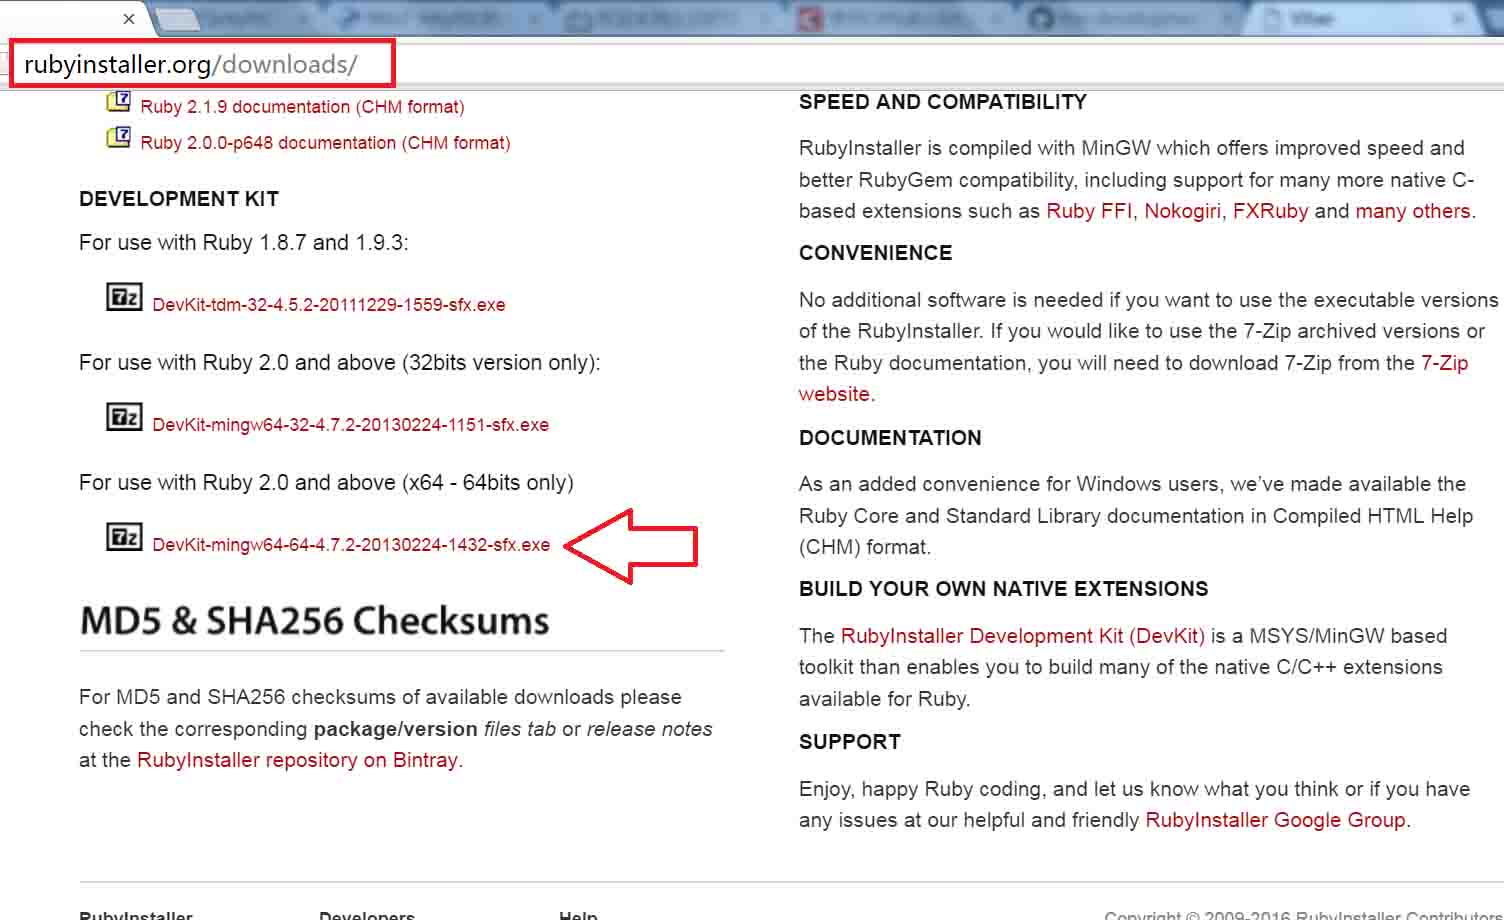 rubyinstaller.org/downloads/
Ruby 2.1.9 documentation (CHM format)
Ruby 2.0.0-p648 documentation (CHM format)
DEVELOPMENT KIT
For use with Ruby 1.8.7 and 1.9.3:
7z DevKit-tdm-32-4.5.2-20111229-1559-sfx.exe
For use with Ruby 2.0 and above (32bits version only):
7z DevKit-mingw64-32-4.7.2-20130224-1151-sfx.exe
For use with Ruby 2.0 and above (x64 - 64bits only)
7z DevKit-mingw64-64-4.7.2-20130224-1432-sfx.exe
MD5 & SHA256 Checksums
For MD5 and SHA256 checksums of available downloads please
check the corresponding package/version files tab or release notes
at the RubyInstaller repository on Bintray.
SPEED AND COMPATIBILITY
RubyInstaller is compiled with MinGW which offers improved speed and
better RubyGem compatibility, including support for many more native C-
based extensions such as Ruby FFI, Nokogiri, FXRuby and many others.
CONVENIENCE
No additional software is needed if you want to use the executable versions
of the RubyInstaller. If you would like to use the 7-Zip archived versions or
the Ruby documentation, you will need to download 7-Zip from the 7-Zip
website.
DOCUMENTATION
As an added convenience for Windows users, we've made available the
Ruby Core and Standard Library documentation in Compiled HTML Help
(CHM) format.
BUILD YOUR OWN NATIVE EXTENSIONS
The RubyInstaller Development Kit (DevKit) is a MSYS/MinGW based
toolkit than enables you to build many of the native C/C++ extensions
available for Ruby.
SUPPORT
Enjoy, happy Ruby coding, and let us know what you think or if you have
any issues at our helpful and friendly RubyInstaller Google Group.
RubyInstaller Developers Help
Copyright © 2009-2016 RubyInstaller Contributors